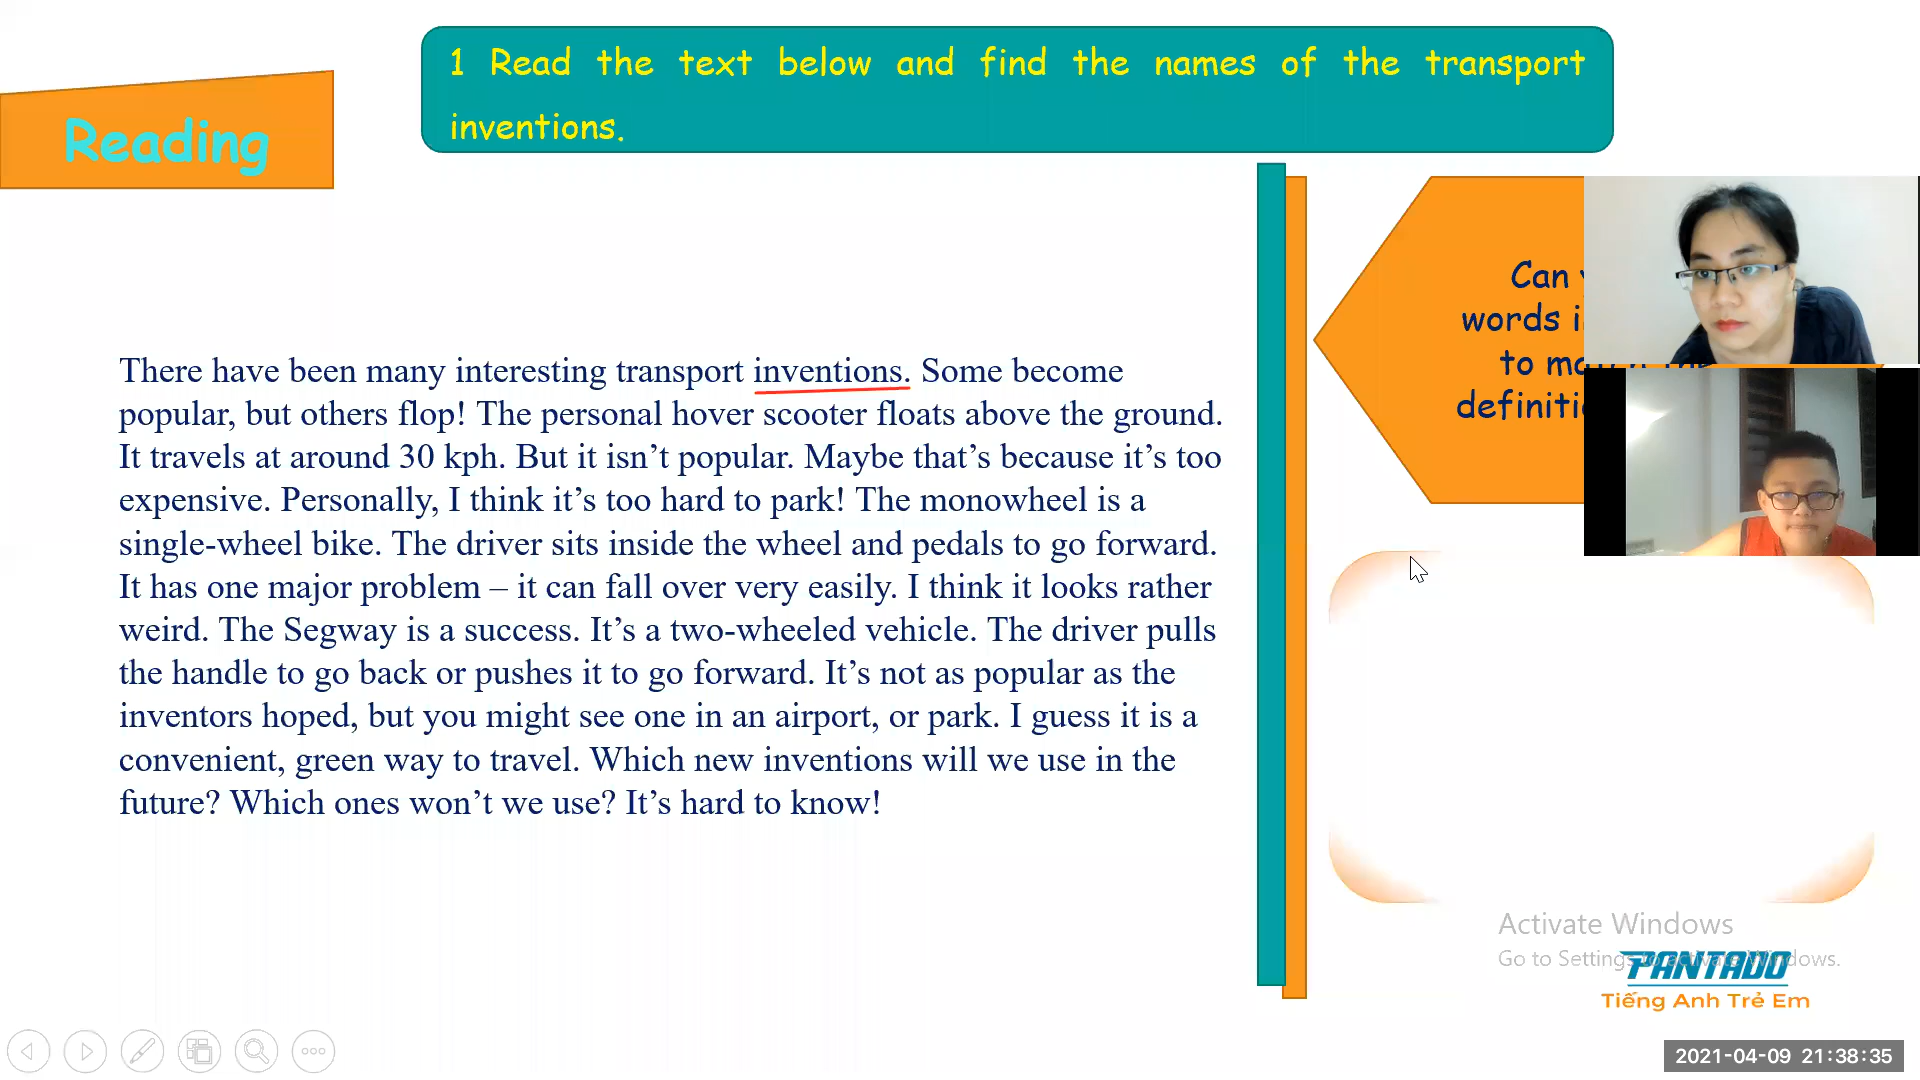 1 Read the text below and find the names of the transport
inventions.
Reading
There have been many interesting transport inventions. Some become
popular, but others flop! The personal hover scooter floats above the ground.
It travels at around 30 kph. But it isn’t popular. Maybe that’s because it’s too
expensive. Personally, I think it’s too hard to park! The monowheel is a
single-wheel bike. The driver sits inside the wheel and pedals to go forward.
It has one major problem – it can fall over very easily. I think it looks rather
weird. The Segway is a success. It’s a two-wheeled vehicle. The driver pulls
the handle to go back or pushes it to go forward. It’s not as popular as the
inventors hoped, but you might see one in an airport, or park. I guess it is a
convenient, green way to travel. Which new inventions will we use in the
future? Which ones won’t we use? It’s hard to know!
Can
words
to
Activate Windows
Go to Settings to activate Windows.
PANTADO
Tiếng Anh Trẻ Em
2021-04-09 21:38:35